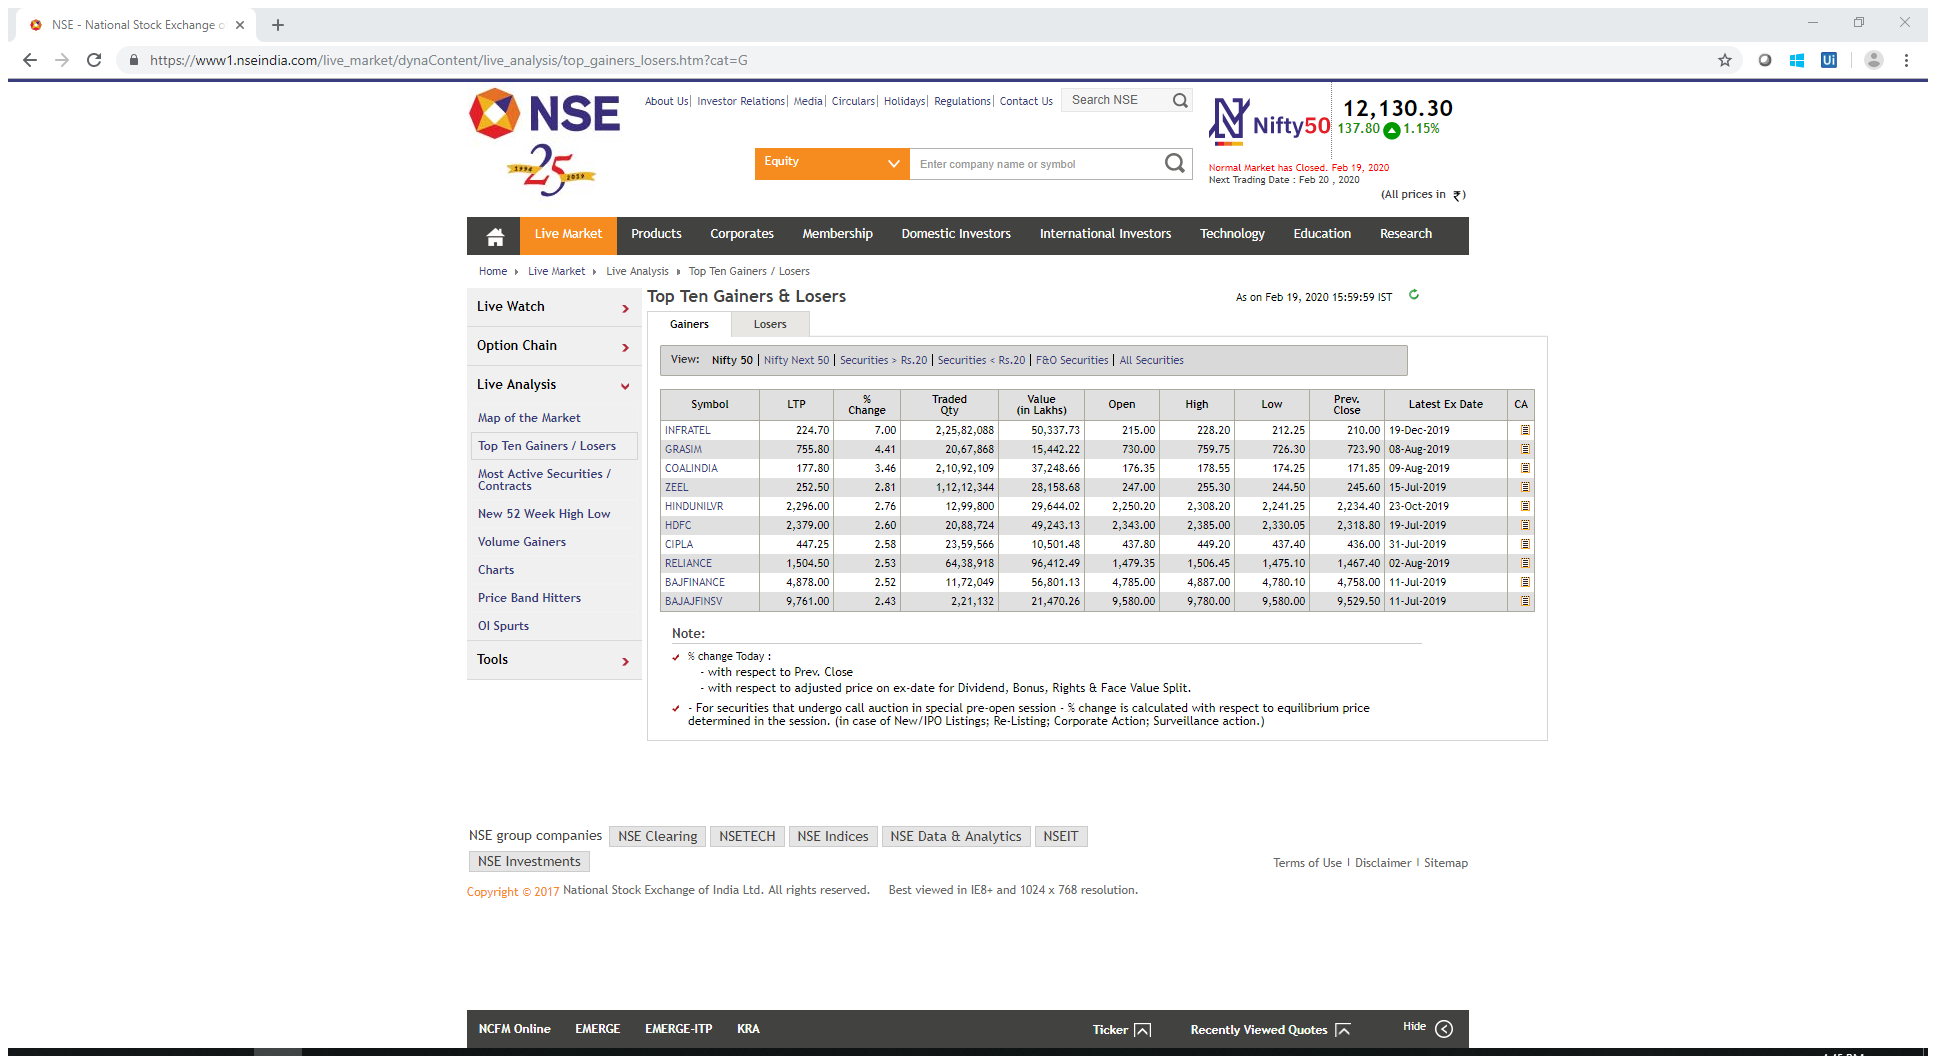 NSE - National Stock Exchange o
https://www1.nseindia.com/live_market/dynaContent/live_analysis/top_gainers_losers.htm?cat=G
Ui
NSE
1994 25 2019
About Us| Investor Relations| Media| Circulars| Holidays| Regulations| Contact Us
Search NSE
Equity
Enter company name or symbol
Nifty50
12,130.30
137.80 1.15%
Normal Market has Closed. Feb 19, 2020
Next Trading Date : Feb 20 , 2020
(All prices in ₹)
Live Market Products Corporates Membership Domestic Investors International Investors Technology Education Research
Home Live Market Live Analysis Top Ten Gainers / Losers
Live Watch
Option Chain
Live Analysis
Map of the Market
Top Ten Gainers / Losers
Most Active Securities /
Contracts
New 52 Week High Low
Volume Gainers
Charts
Price Band Hitters
OI Spurts
Tools
Top Ten Gainers & Losers
As on Feb 19, 2020 15:59:59 IST
Gainers Losers
View: Nifty 50 | Nifty Next 50 | Securities > Rs.20 | Securities < Rs.20 | F&O Securities | All Securities
Symbol LTP % Change Traded Qty Value (in Lakhs) Open High Low Prev. Close Latest Ex Date CA
INFRATEL 224.70 7.00 2,25,82,088 50,337.73 215.00 228.20 212.25 210.00 19-Dec-2019
GRASIM 755.80 4.41 20,67,868 15,442.22 730.00 759.75 726.30 723.90 08-Aug-2019
COALINDIA 177.80 3.46 2,10,92,109 37,248.66 176.35 178.55 174.25 171.85 09-Aug-2019
ZEEL 252.50 2.81 1,12,12,344 28,158.68 247.00 255.30 244.50 245.60 15-Jul-2019
HINDUNILVR 2,296.00 2.76 12,99,800 29,644.02 2,250.20 2,308.20 2,241.25 2,234.40 23-Oct-2019
HDFC 2,379.00 2.60 20,88,724 49,243.13 2,343.00 2,385.00 2,330.05 2,318.80 19-Jul-2019
CIPLA 447.25 2.58 23,59,566 10,501.48 437.80 449.20 437.40 436.00 31-Jul-2019
RELIANCE 1,504.50 2.53 64,38,918 96,412.49 1,479.35 1,506.45 1,475.10 1,467.40 02-Aug-2019
BAJFINANCE 4,878.00 2.52 11,72,049 56,801.13 4,785.00 4,887.00 4,780.10 4,758.00 11-Jul-2019
BAJAJFINSV 9,761.00 2.43 2,21,132 21,470.26 9,580.00 9,780.00 9,580.00 9,529.50 11-Jul-2019
Note:
% change Today :
- with respect to Prev. Close
- with respect to adjusted price on ex-date for Dividend, Bonus, Rights & Face Value Split.
- For securities that undergo call auction in special pre-open session - % change is calculated with respect to equilibrium price
determined in the session. (in case of New/IPO Listings; Re-Listing; Corporate Action; Surveillance action.)
NSE group companies NSE Clearing NSETECH NSE Indices NSE Data & Analytics NSEIT
NSE Investments
Terms of Use | Disclaimer | Sitemap
Copyright © 2017 National Stock Exchange of India Ltd. All rights reserved. Best viewed in IE8+ and 1024 x 768 resolution.
NCFM Online EMERGE EMERGE-ITP KRA Ticker Recently Viewed Quotes Hide